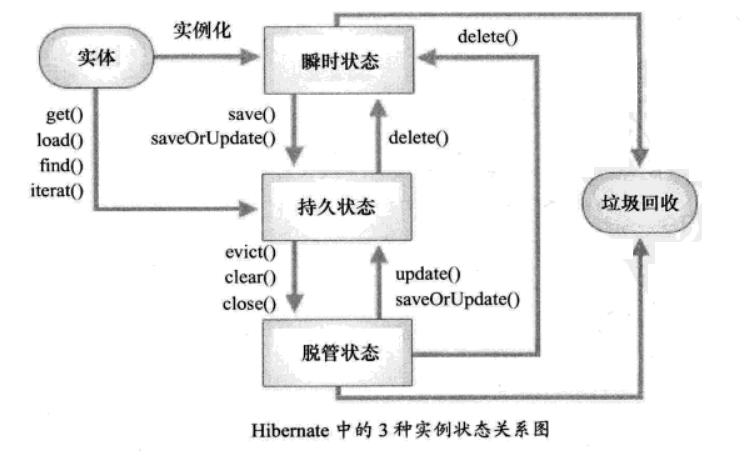 实例化
实体
瞬时状态
delete()
get()
load()
find()
iterat()
save()
saveOrUpdate()
delete()
持久状态
垃圾回收
evict()
clear()
close()
update()
saveOrUpdate()
脱管状态
Hibernate 中的 3 种实例状态关系图